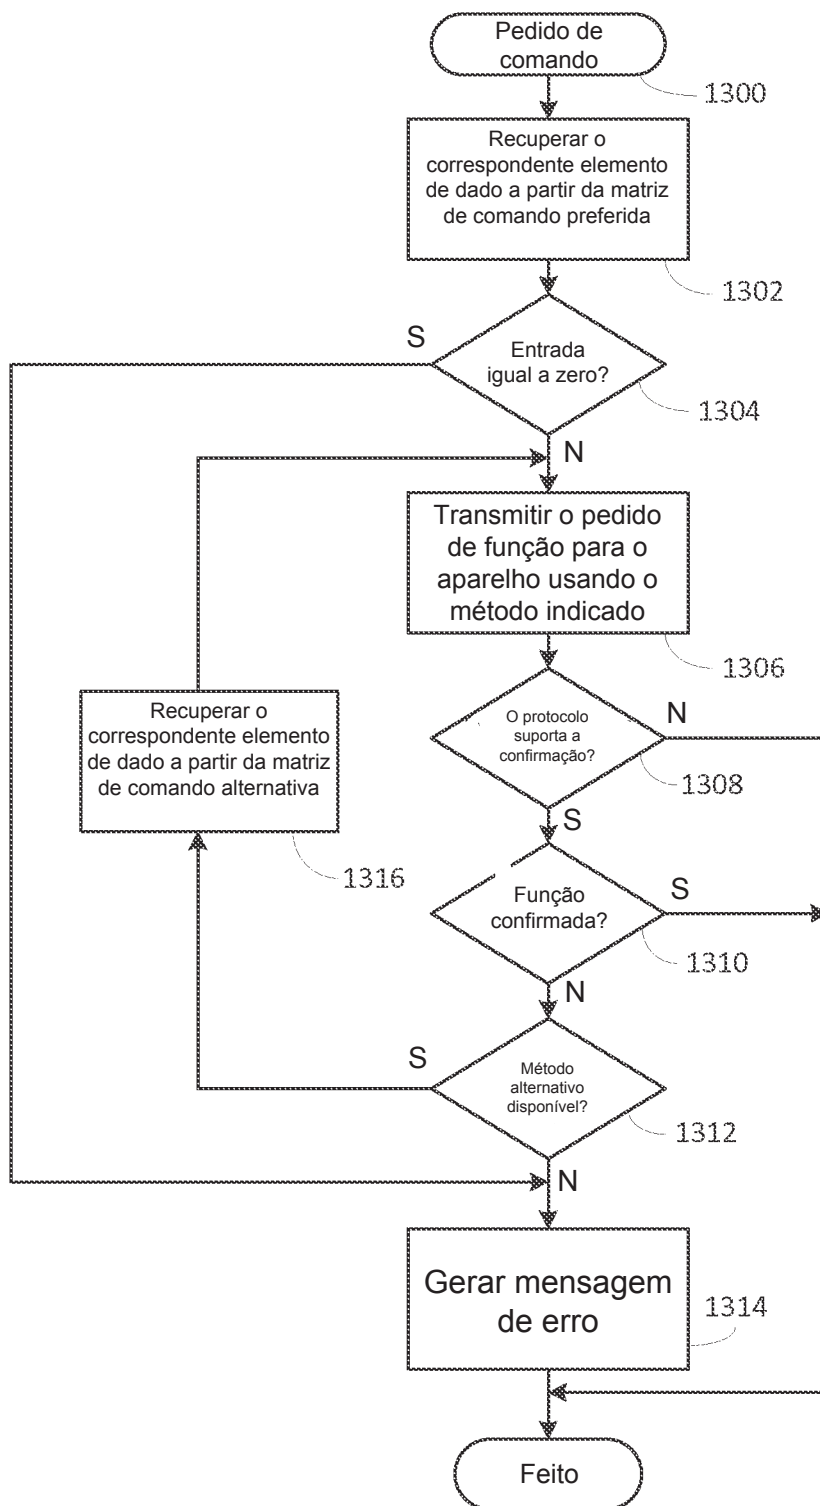 Pedido de
comando
1300
Recuperar o
correspondente elemento
de dado a partir da matriz
de comando preferida
1302
S
Entrada
igual a zero?
1304
N
Transmitir o pedido
de função para o
aparelho usando o
método indicado
1306
Recuperar o
correspondente elemento
de dado a partir da matriz
de comando alternativa
1316
O protocolo
suporta a
confirmação?
N
1308
S
Função
confirmada?
S
1310
N
S
Método
alternativo
disponível?
1312
N
Gerar mensagem
de erro
1314
Feito